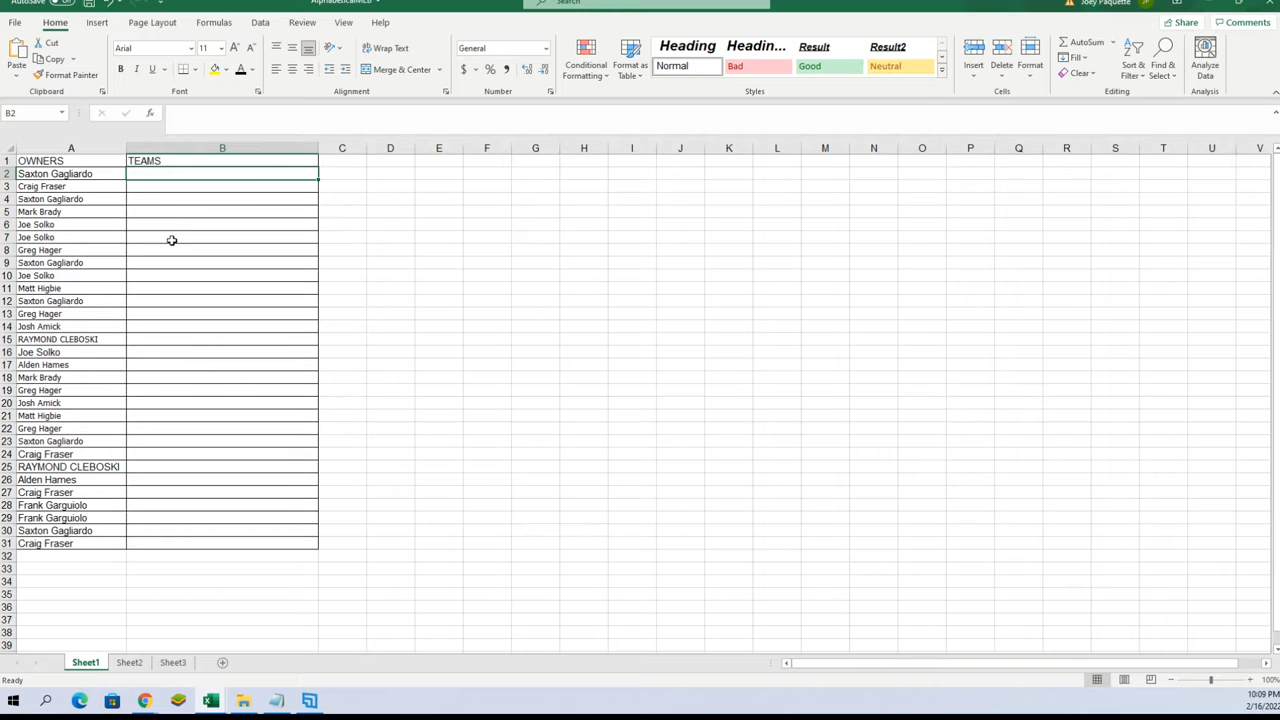 AlphabeticalMLB
Search
Joey Paquette
JP
File Home Insert Page Layout Formulas Data Review View Help
Share Comments
Paste
Cut
Copy
Format Painter
Clipboard
Arial 11
B I U
Font
Wrap Text
Merge & Center
Alignment
General
$ % ,
Number
Conditional Formatting
Format as Table
Heading Headin... Result Result2
Normal Bad Good Neutral
Styles
Insert Delete Format
Cells
AutoSum
Fill
Clear
Sort & Filter
Find & Select
Editing
Analyze Data
Analysis
B2
fx
A B C D E F G H I J K L M N O P Q R S T U V
1 OWNERS TEAMS
2 Saxton Gagliardo
3 Craig Fraser
4 Saxton Gagliardo
5 Mark Brady
6 Joe Solko
7 Joe Solko
8 Greg Hager
9 Saxton Gagliardo
10 Joe Solko
11 Matt Higbie
12 Saxton Gagliardo
13 Greg Hager
14 Josh Amick
15 RAYMOND CLEBOSKI
16 Joe Solko
17 Alden Hames
18 Mark Brady
19 Greg Hager
20 Josh Amick
21 Matt Higbie
22 Greg Hager
23 Saxton Gagliardo
24 Craig Fraser
25 RAYMOND CLEBOSKI
26 Alden Hames
27 Craig Fraser
28 Frank Garguiolo
29 Frank Garguiolo
30 Saxton Gagliardo
31 Craig Fraser
32
33
34
35
36
37
38
39
Sheet1 Sheet2 Sheet3
Ready
100%
10:09 PM
2/16/2022